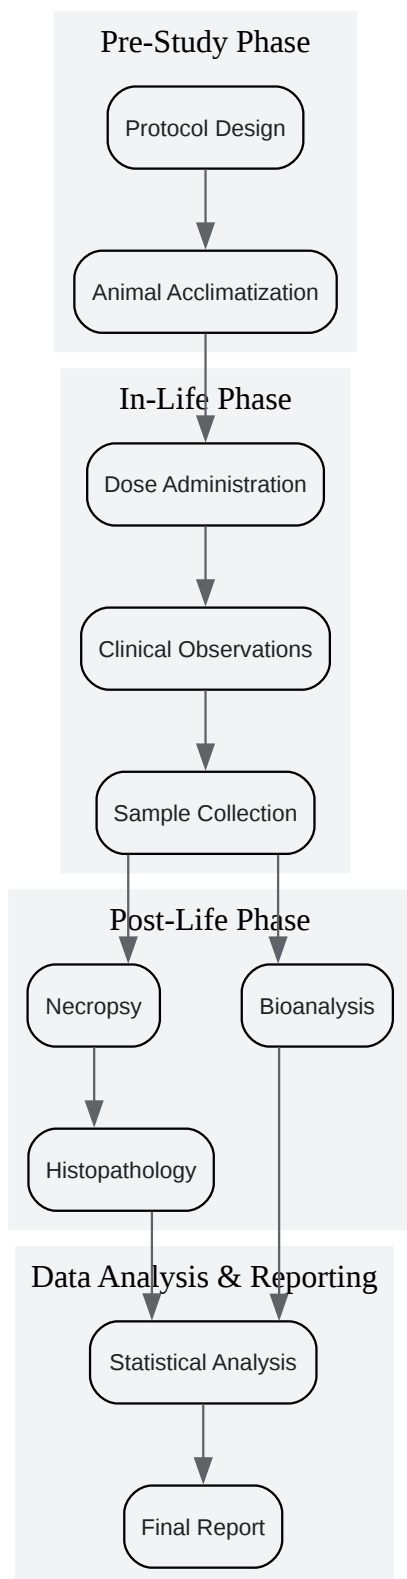 Pre-Study Phase
Protocol Design
Animal Acclimatization
In-Life Phase
Dose Administration
Clinical Observations
Sample Collection
Post-Life Phase
Necropsy
Bioanalysis
Histopathology
Data Analysis & Reporting
Statistical Analysis
Final Report